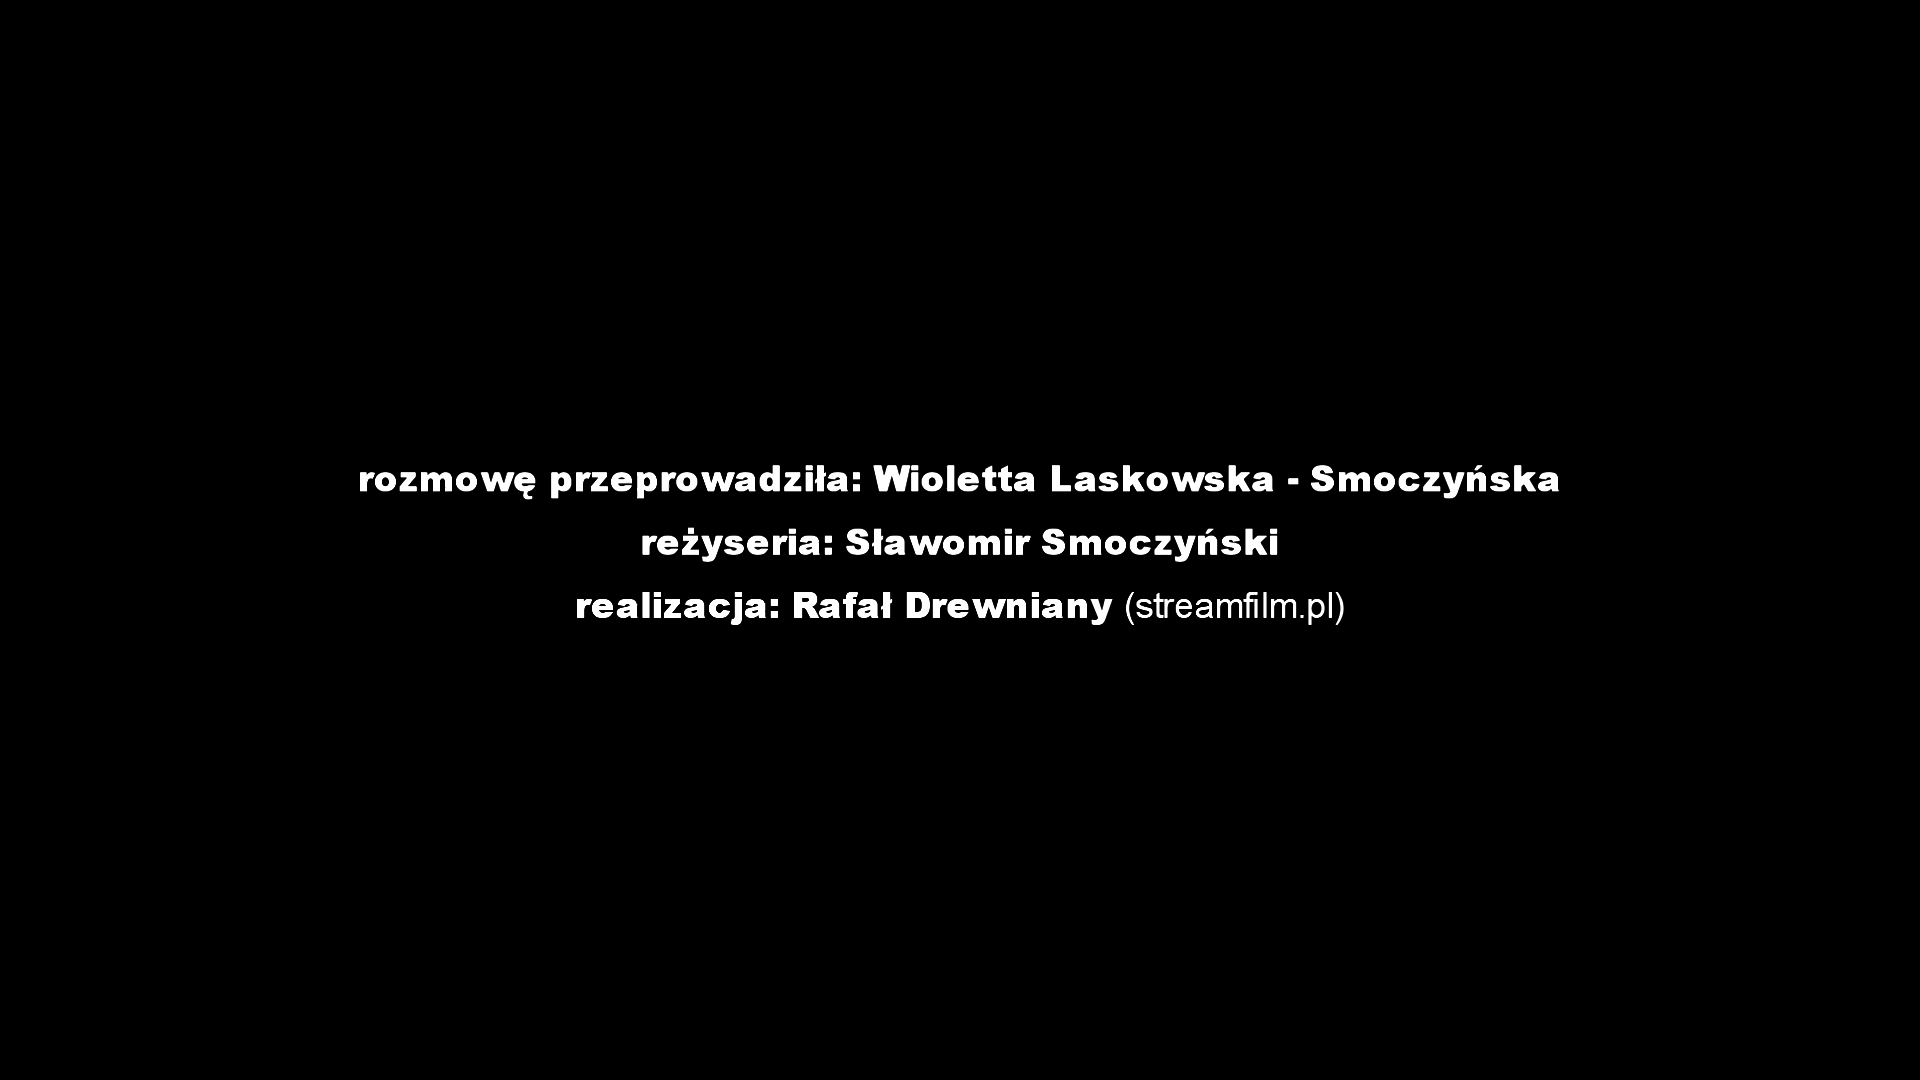 rozmowę przeprowadziła: Wioletta Laskowska - Smoczyńska
reżyseria: Sławomir Smoczyński
realizacja: Rafał Drewniany (streamfilm.pl)